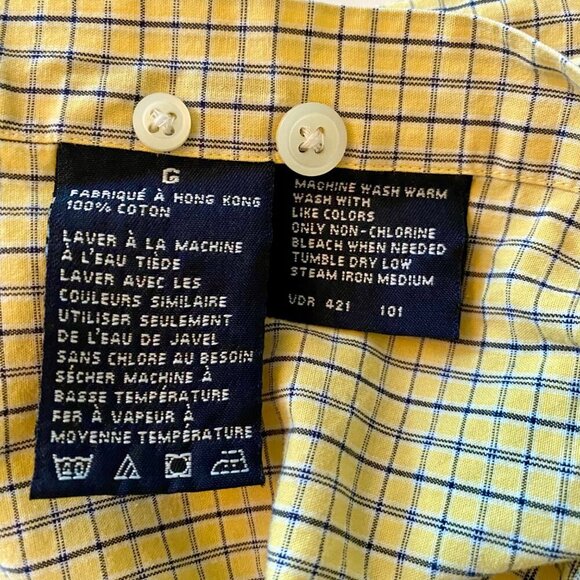 G
FABRIQUÉ À HONG KONG
100% COTON
LAVER À LA MACHINE
À L'EAU TIÈDE
LAVER AVEC LES
COULEURS SIMILAIRE
UTILISER SEULEMENT
DE L'EAU DE JAVEL
SANS CHLORE AU BESOIN
SÉCHER MACHINE À
BASSE TEMPÉRATURE
FER À VAPEUR À
MOYENNE TEMPÉRATURE
MACHINE WASH WARM
WASH WITH
LIKE COLORS
ONLY NON-CHLORINE
BLEACH WHEN NEEDED
TUMBLE DRY LOW
STEAM IRON MEDIUM
VDR 421 101